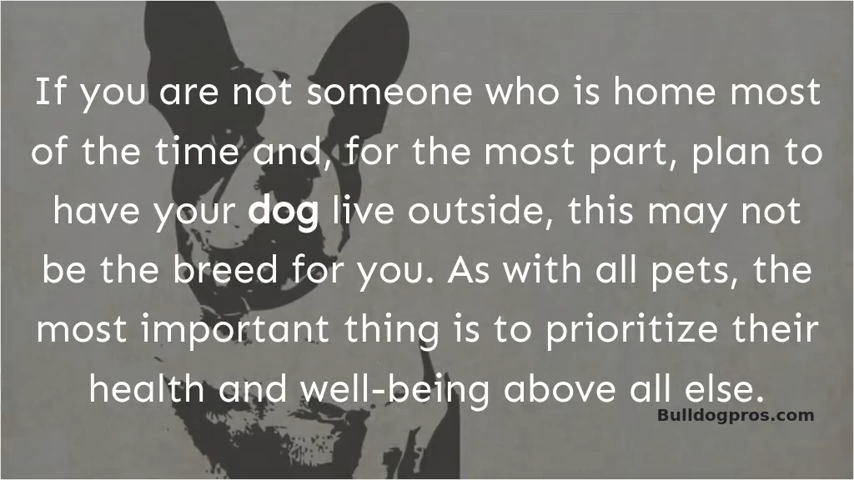 If you are not someone who is home most
of the time and, for the most part, plan to
have your dog live outside, this may not
be the breed for you. As with all pets, the
most important thing is to prioritize their
health and well-being above all else.
Bulldogpros.com